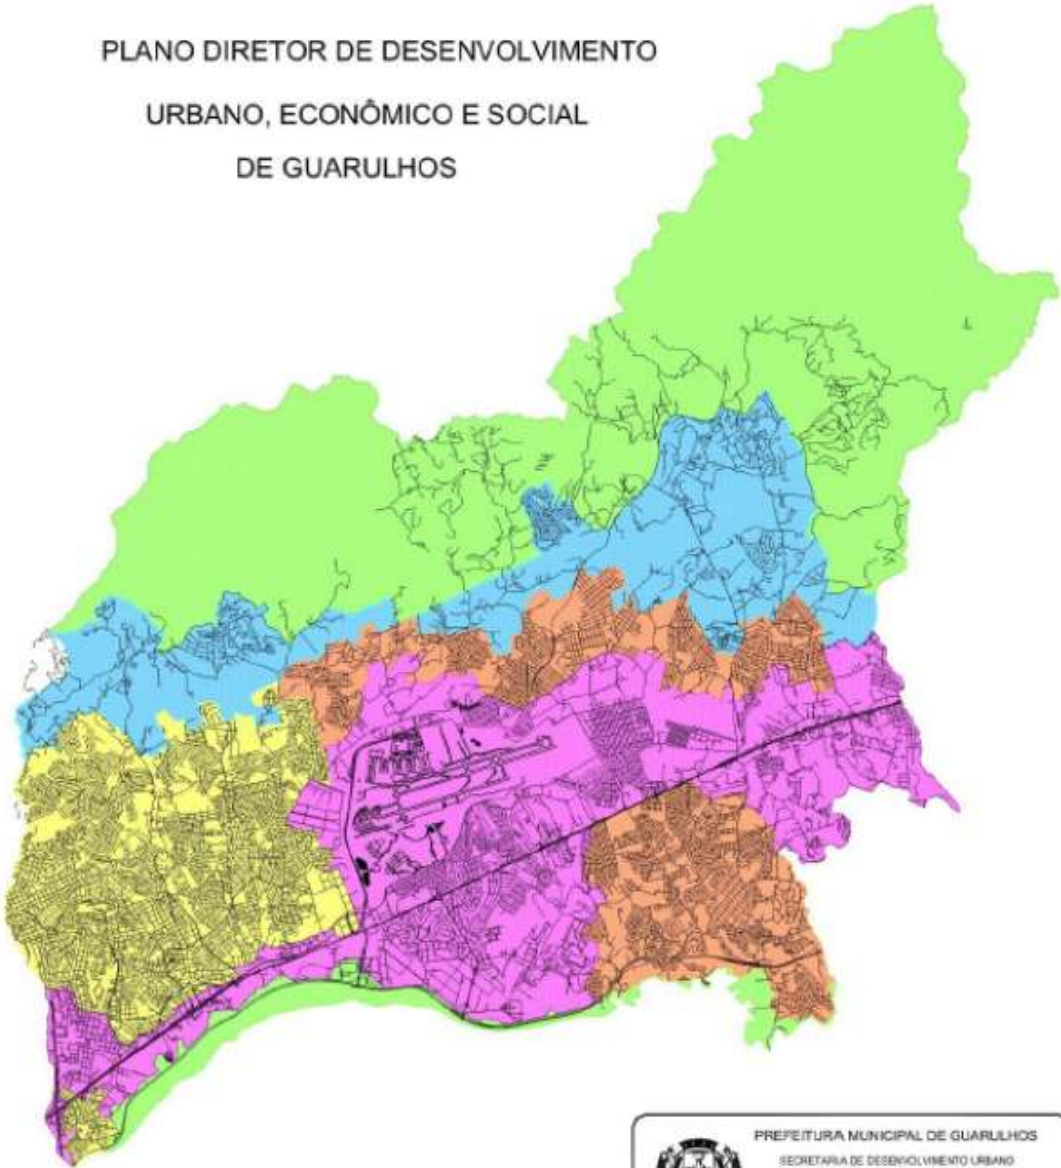 PLANO DIRETOR DE DESENVOLVIMENTO
URBANO, ECONÔMICO E SOCIAL
DE GUARULHOS
PREFEITURA MUNICIPAL DE GUARULHOS
SECRETARIA DE DESENVOLVIMENTO URBANO